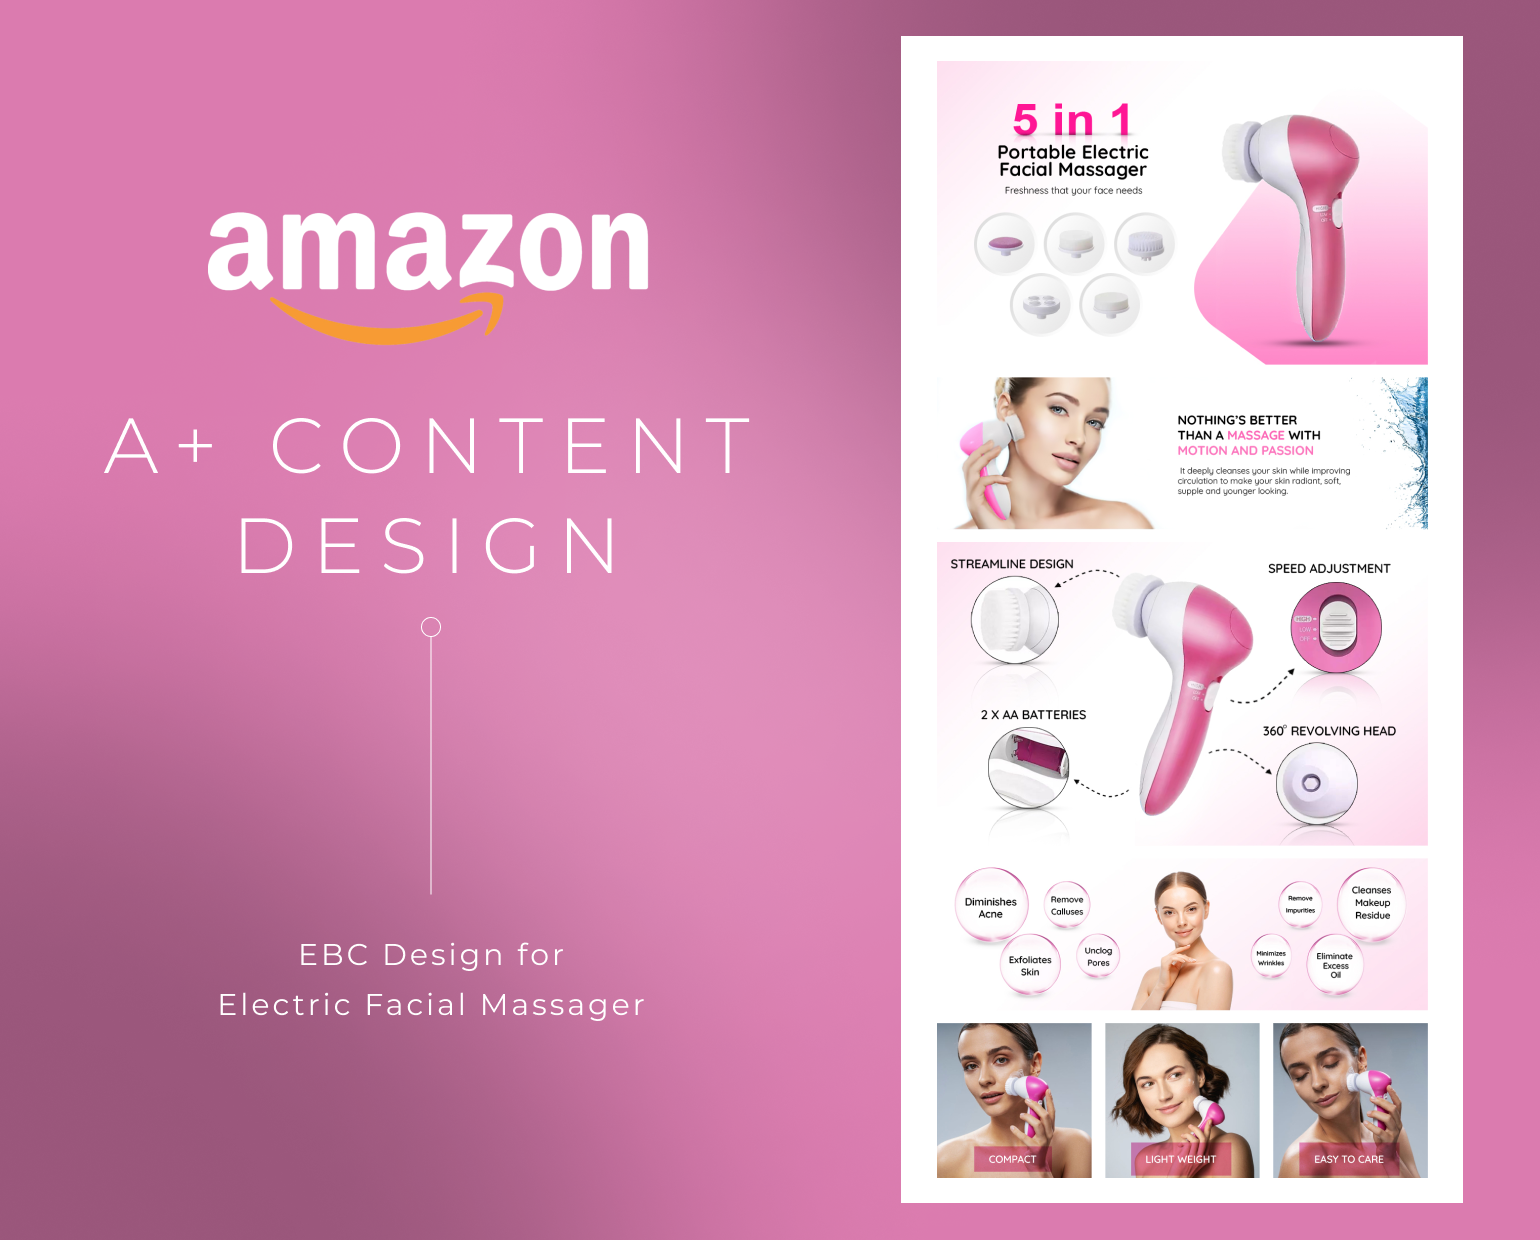 amazon
A+ CONTENT
DESIGN
EBC Design for
Electric Facial Massager
5 in 1
Portable Electric
Facial Massager
Freshness that your face needs
NOTHING'S BETTER
THAN A MASSAGE WITH
MOTION AND PASSION
It deeply cleanses your skin while improving
circulation to make your skin radiant, soft,
supple and younger looking.
STREAMLINE DESIGN
SPEED ADJUSTMENT
HIGH
LOW
OFF
2 X AA BATTERIES
360° REVOLVING HEAD
Diminishes
Acne
Remove
Calluses
Exfoliates
Skin
Unclog
Pores
Remove
Impurities
Cleanses
Makeup
Residue
Minimizes
Wrinkles
Eliminate
Excess
Oil
COMPACT
LIGHT WEIGHT
EASY TO CARE